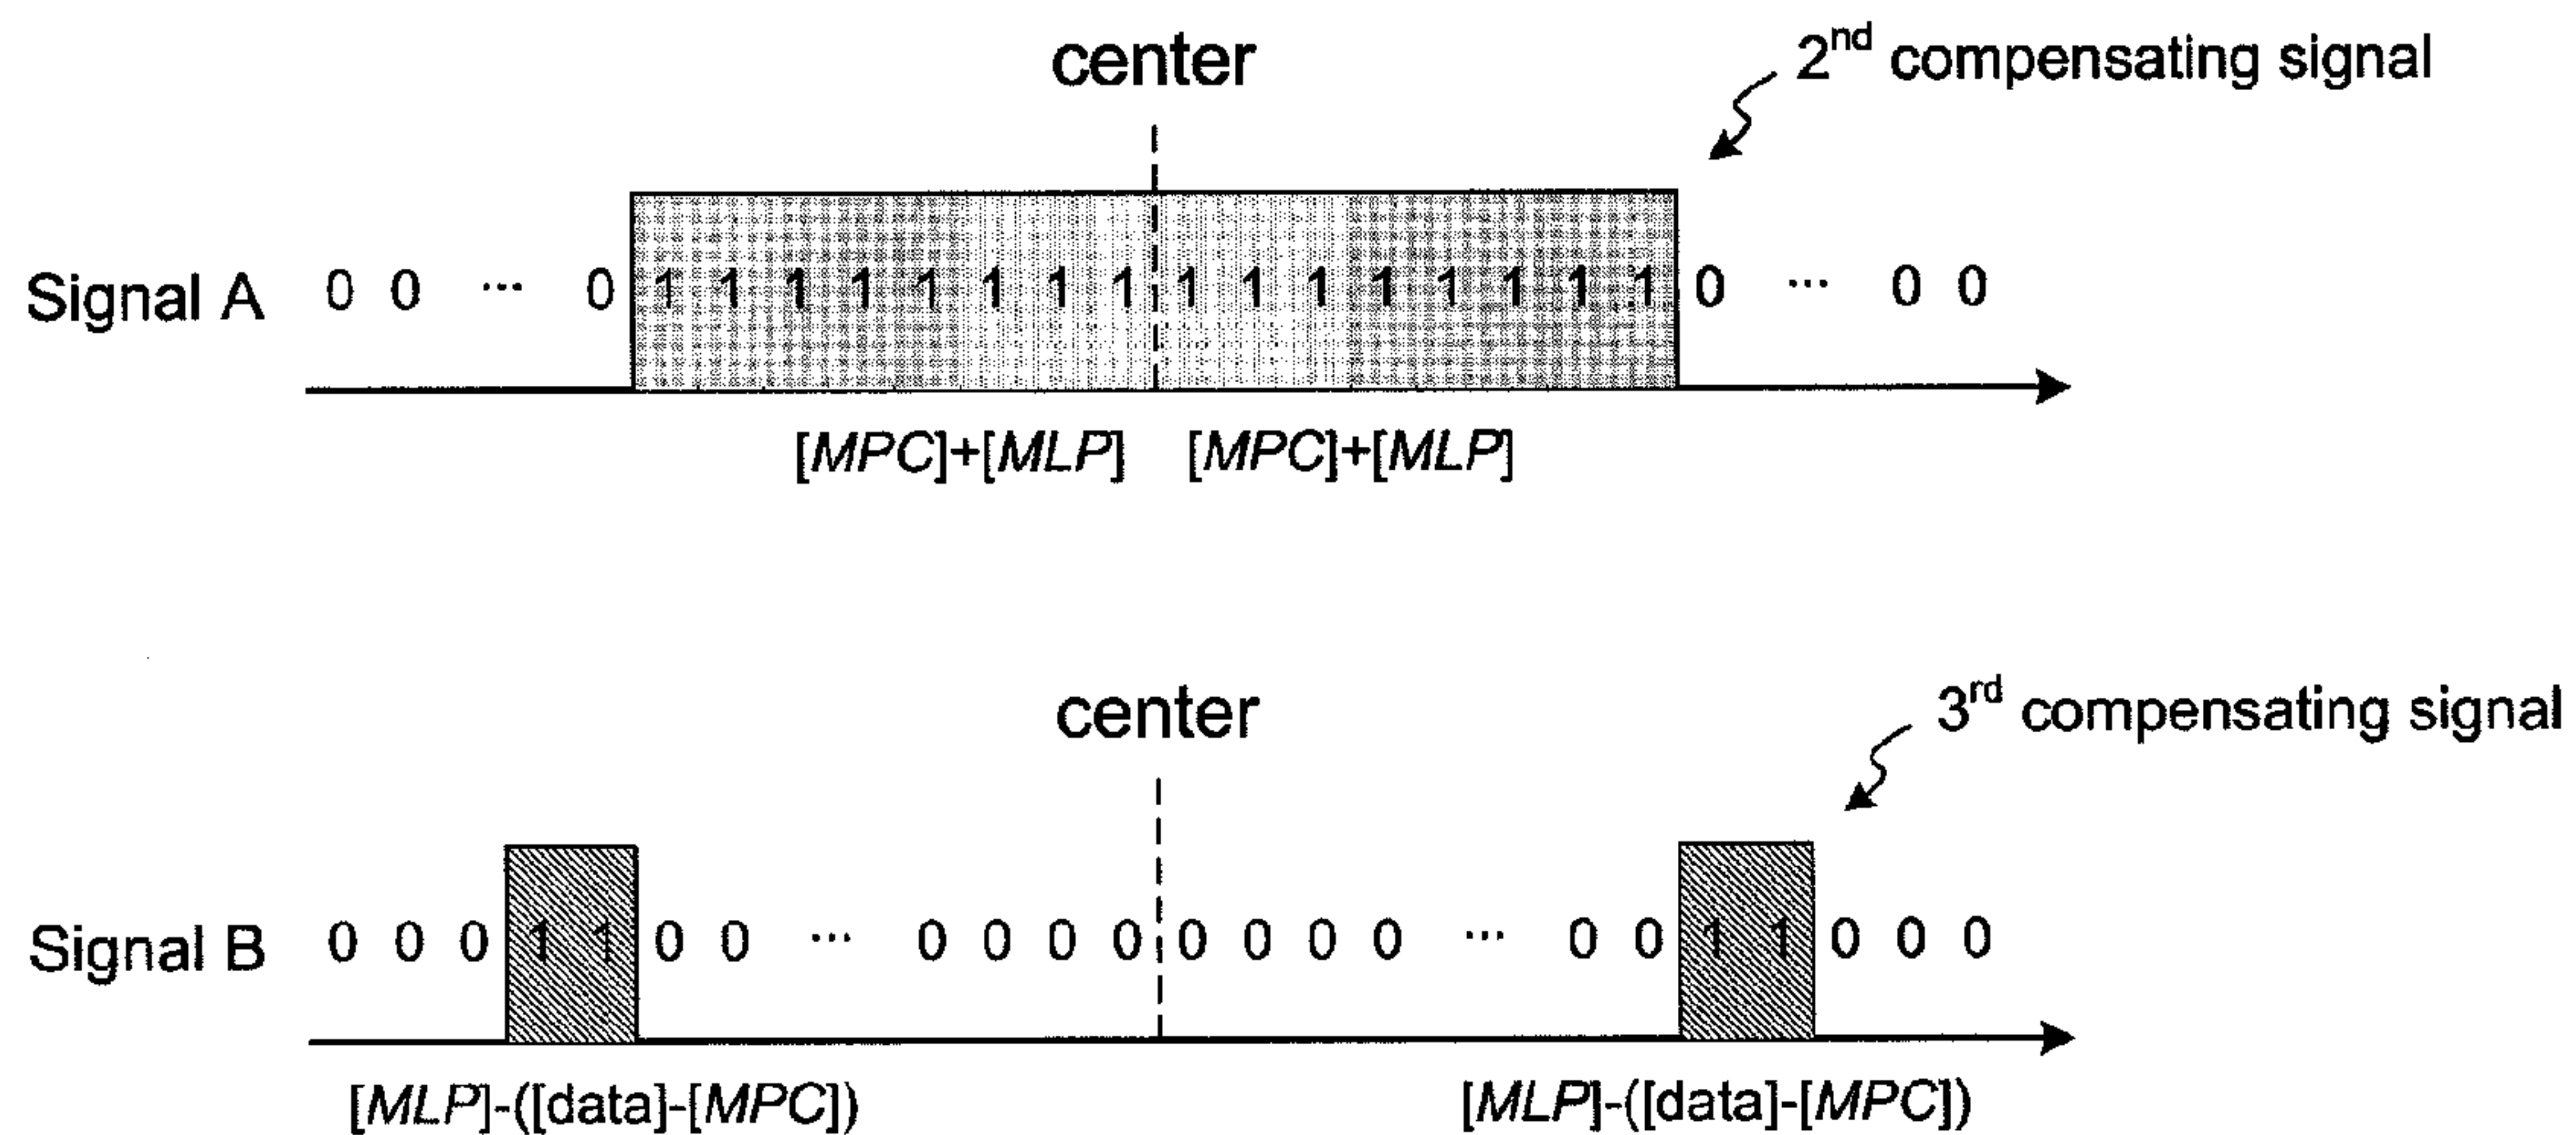 center
2nd compensating signal
Signal A 0 0 ... 0 1 1 1 1 1 1 1 1 1 1 1 1 1 1 1 1 0 ... 0 0
[MPC]+[MLP] [MPC]+[MLP]
center
3rd compensating signal
Signal B 0 0 0 1 1 0 0 ... 0 0 0 0 0 0 0 0 ... 0 0 1 1 0 0 0
[MLP]-([data]-[MPC]) [MLP]-([data]-[MPC])